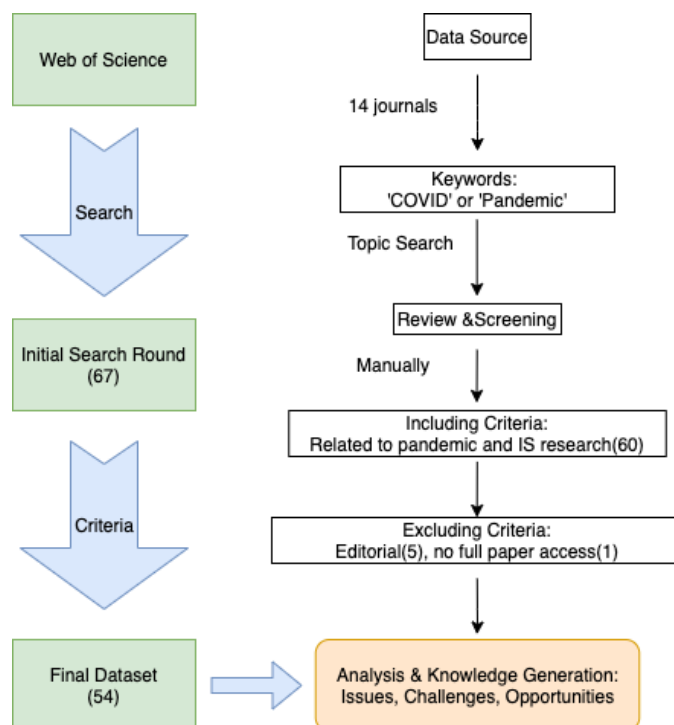 Web of Science
Search
Initial Search Round
(67)
Criteria
Final Dataset
(54)
Data Source
14 journals
Keywords:
'COVID' or 'Pandemic'
Topic Search
Review &Screening
Manually
Including Criteria:
Related to pandemic and IS research(60)
Excluding Criteria:
Editorial(5), no full paper access(1)
Analysis & Knowledge Generation:
Issues, Challenges, Opportunities